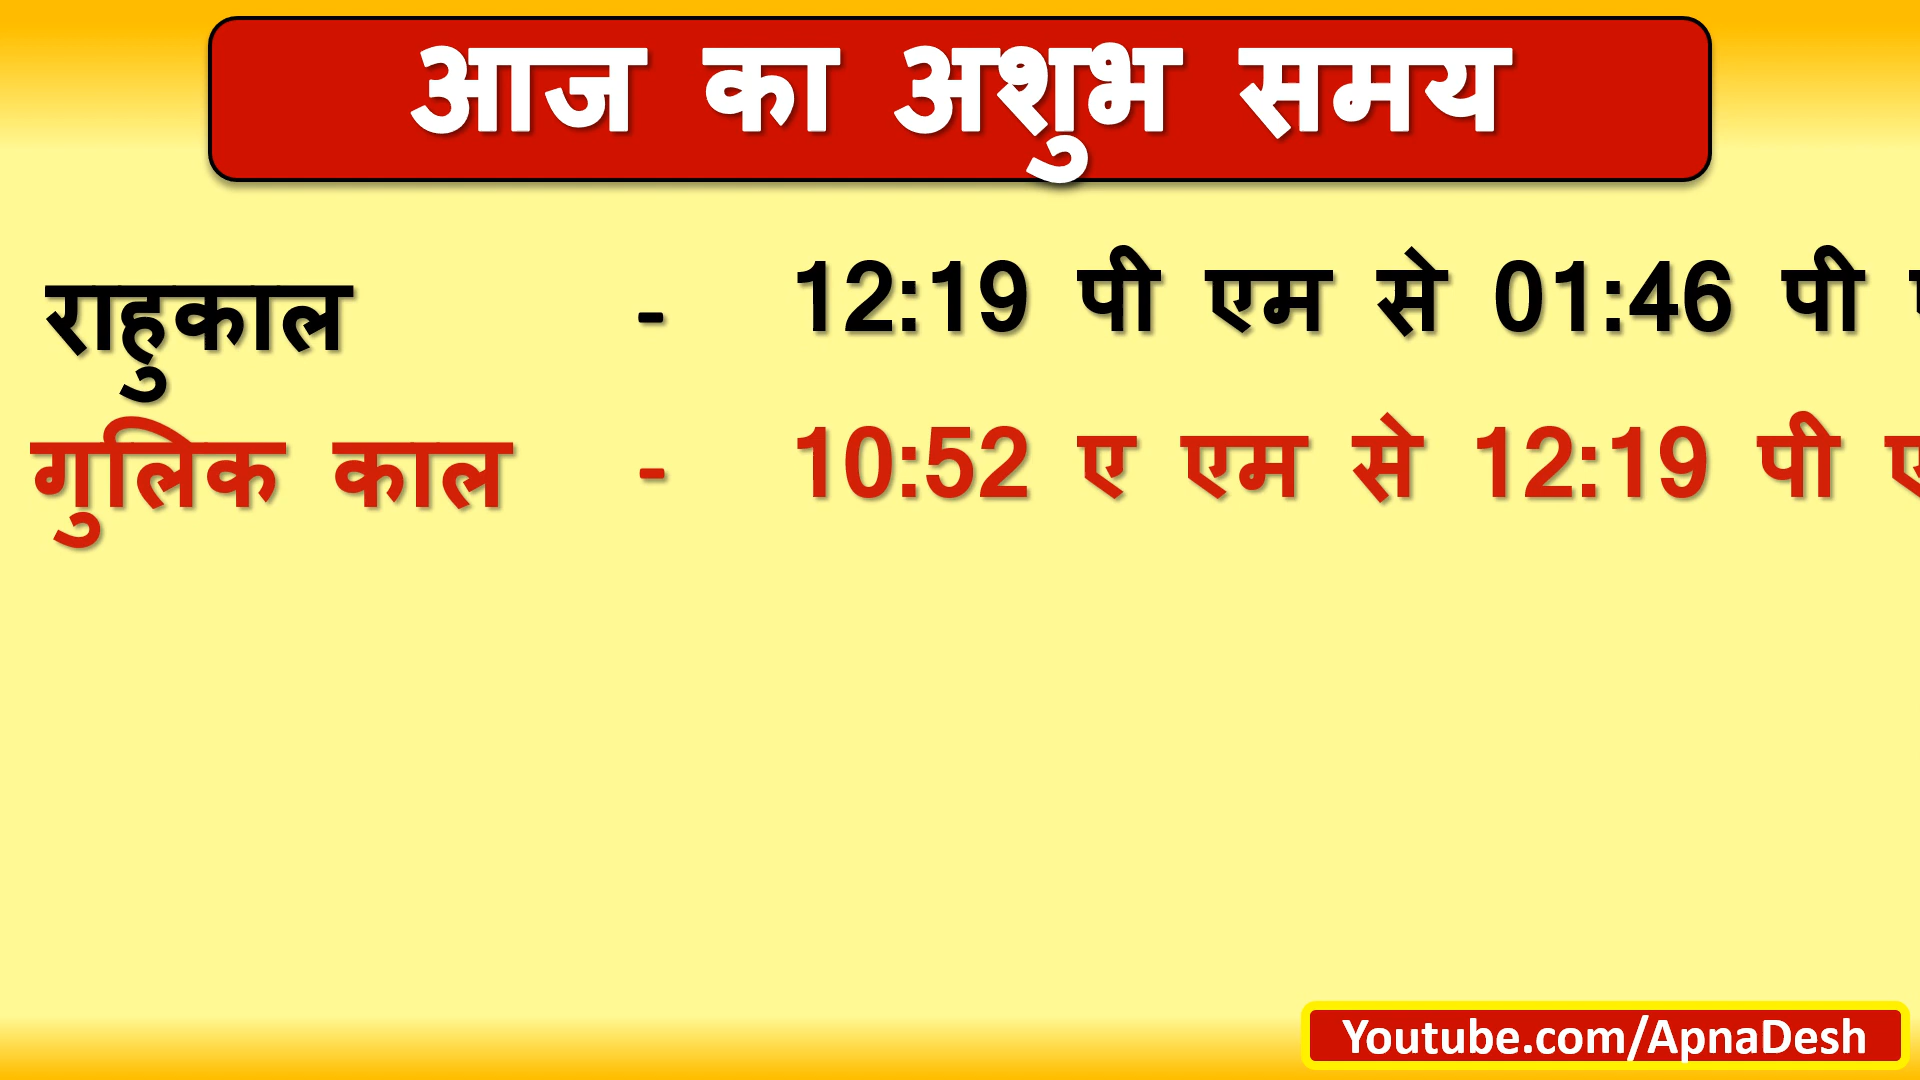 आज का अशुभ समय
राहुकाल - 12:19 पी एम से 01:46 पी
गुलिक काल - 10:52 ए एम से 12:19 पी ए
Youtube.com/ApnaDesh